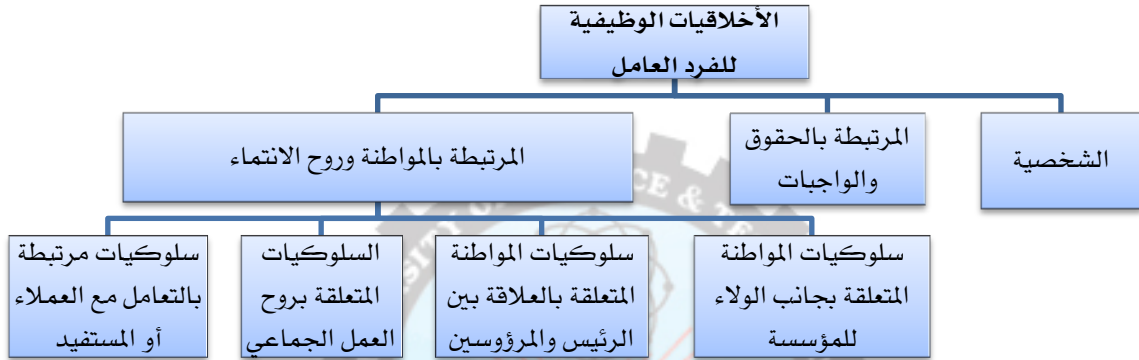 الأخلاقيات الوظيفية
للفرد العامل
الشخصية
المرتبطة بالحقوق
والواجبات
المرتبطة بالمواطنة وروح الانتماء
سلوكيات المواطنة
المتعلقة بجانب الولاء
للمؤسسة
سلوكيات المواطنة
المتعلقة بالعلاقة بين
الرئيس والمرؤوسين
السلوكيات
المتعلقة بروح
العمل الجماعي
سلوكيات مرتبطة
بالتعامل مع العملاء
أو المستفيد